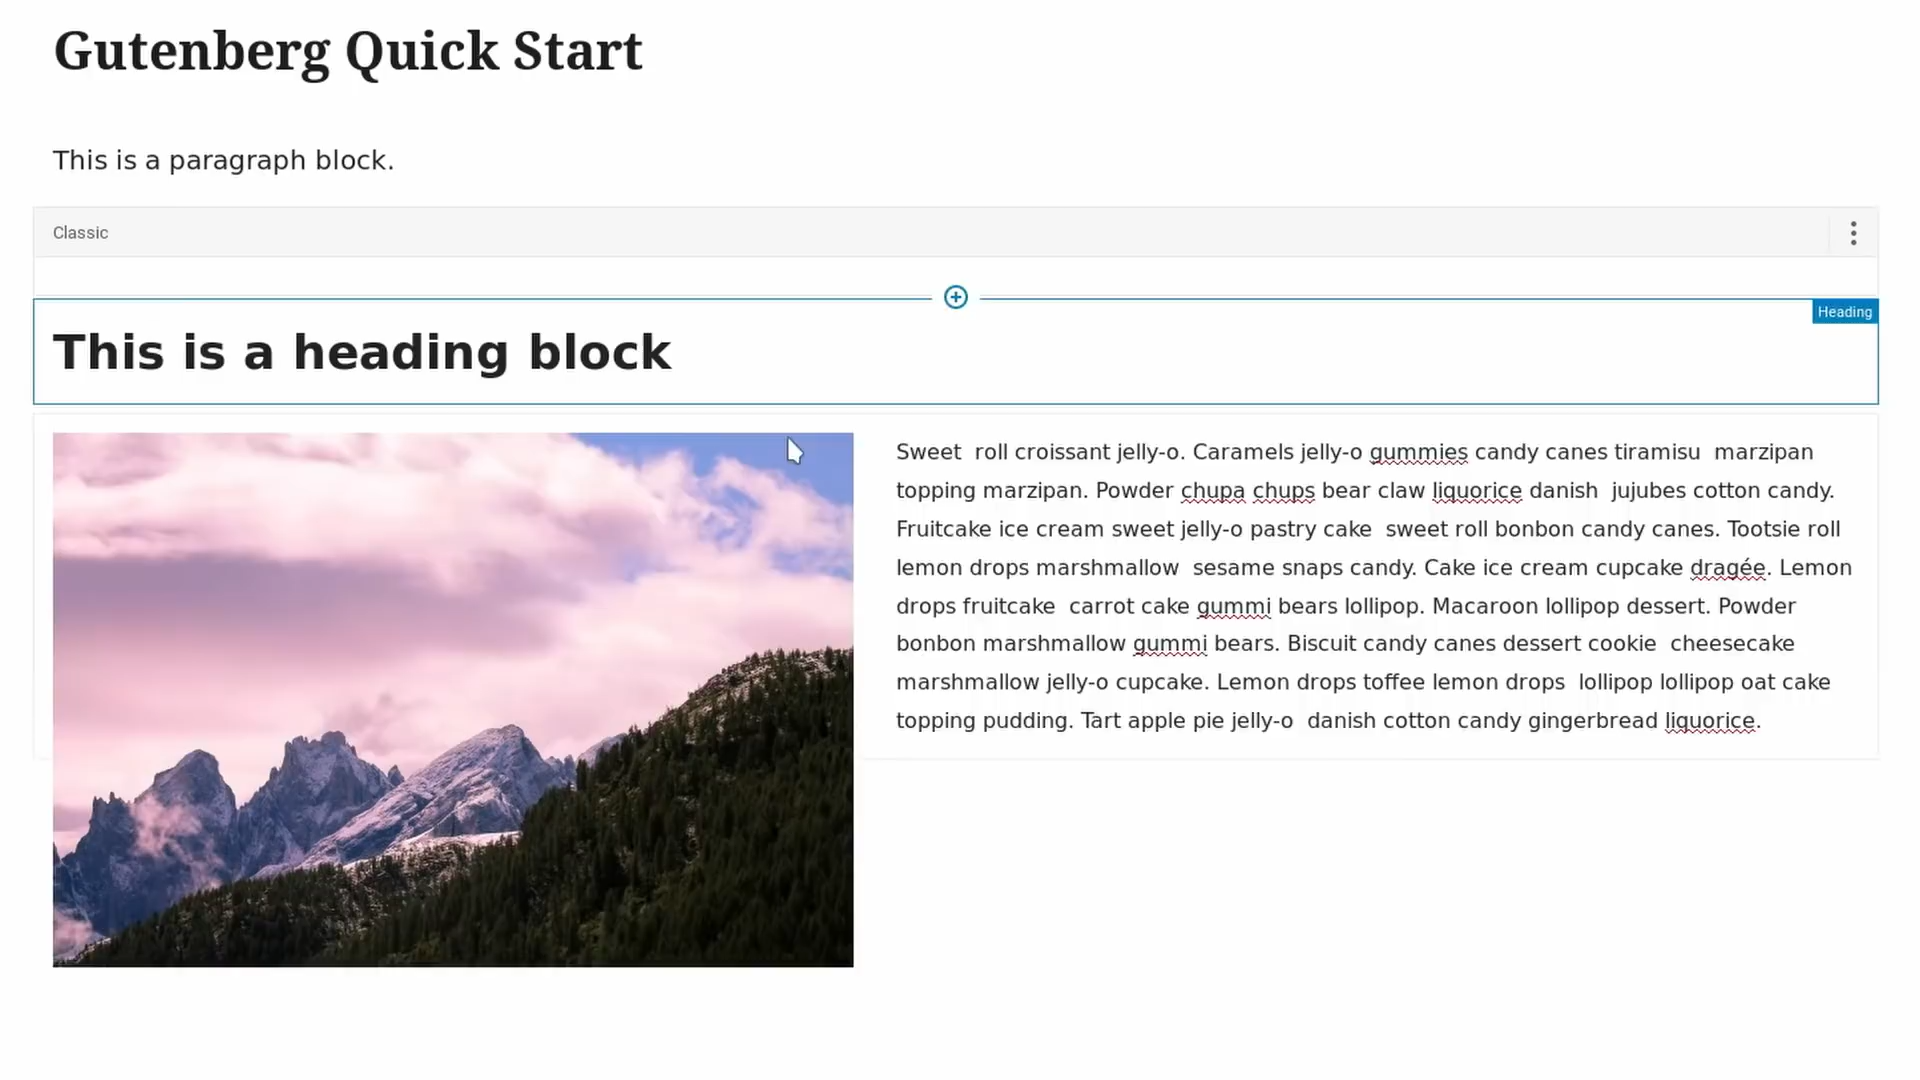 Gutenberg Quick Start
This is a paragraph block.
Classic
Heading
This is a heading block
Sweet roll croissant jelly-o. Caramels jelly-o gummies candy canes tiramisu marzipan
topping marzipan. Powder chupa chups bear claw liquorice danish jujubes cotton candy.
Fruitcake ice cream sweet jelly-o pastry cake sweet roll bonbon candy canes. Tootsie roll
lemon drops marshmallow sesame snaps candy. Cake ice cream cupcake dragée. Lemon
drops fruitcake carrot cake gummi bears lollipop. Macaroon lollipop dessert. Powder
bonbon marshmallow gummi bears. Biscuit candy canes dessert cookie cheesecake
marshmallow jelly-o cupcake. Lemon drops toffee lemon drops lollipop lollipop oat cake
topping pudding. Tart apple pie jelly-o danish cotton candy gingerbread liquorice.